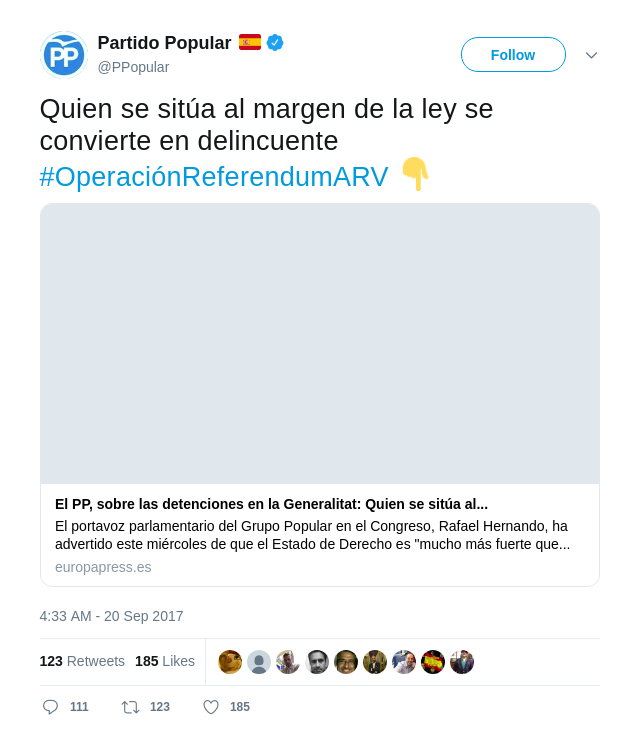 PP
Partido Popular
@PPopular
Follow
Quien se sitúa al margen de la ley se
convierte en delincuente
#OperaciónReferendumARV
El PP, sobre las detenciones en la Generalitat: Quien se sitúa al...
El portavoz parlamentario del Grupo Popular en el Congreso, Rafael Hernando, ha
advertido este miércoles de que el Estado de Derecho es "mucho más fuerte que...
europapress.es
4:33 AM - 20 Sep 2017
123 Retweets 185 Likes
111 123 185